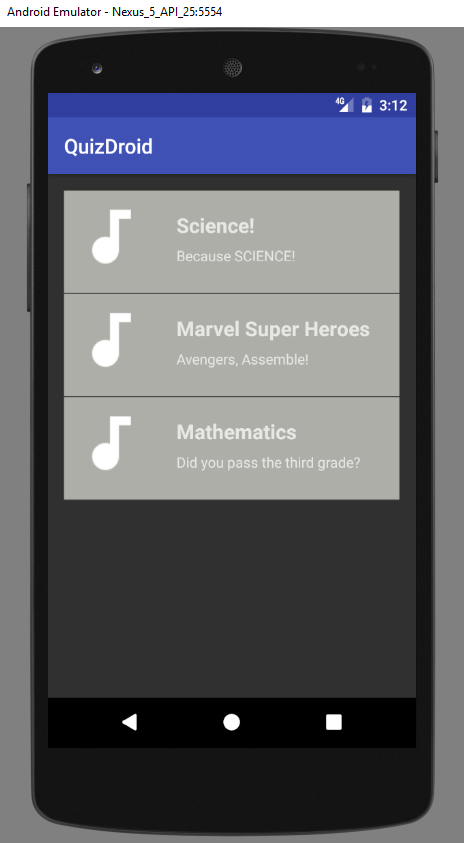 Android Emulator - Nexus_5_API_25:5554
4G 3:12
QuizDroid
Science!
Because SCIENCE!
Marvel Super Heroes
Avengers, Assemble!
Mathematics
Did you pass the third grade?